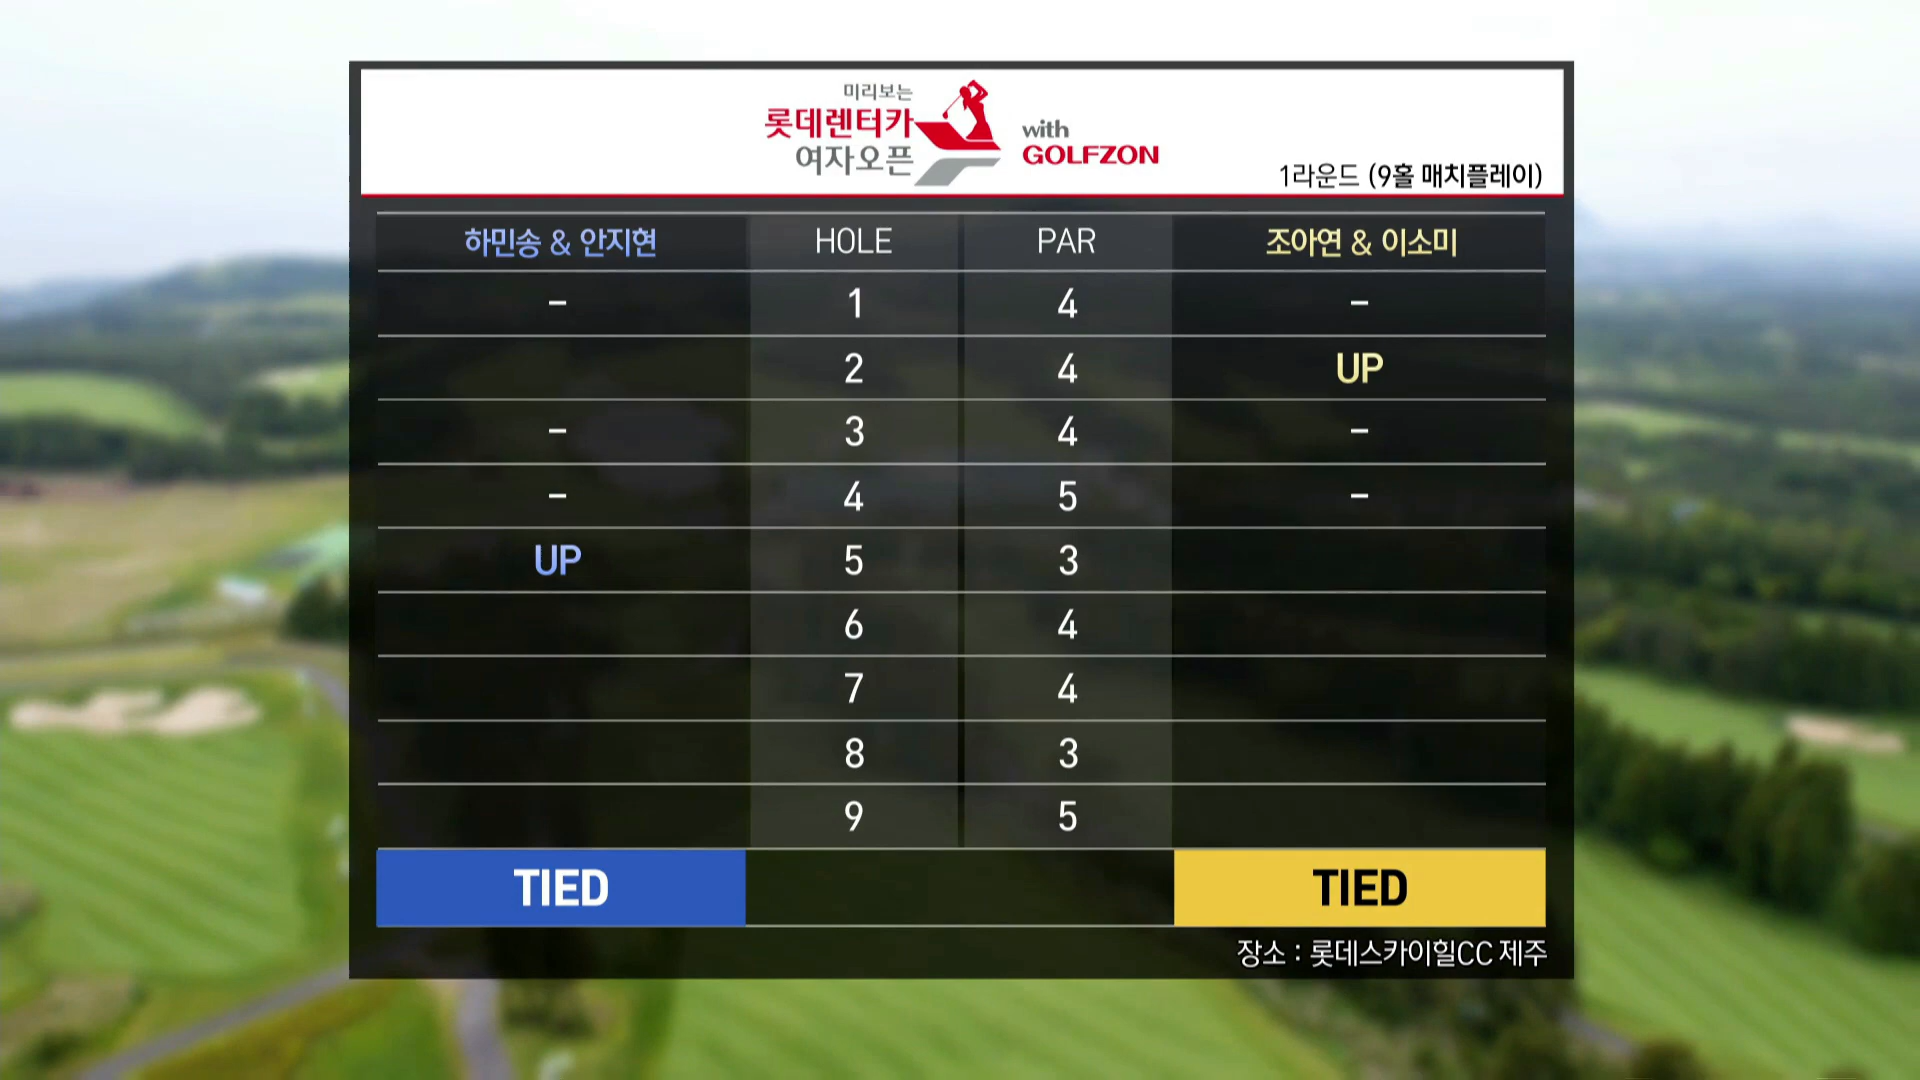 미리보는
롯데렌터카
여자오픈
with
GOLFZON
1라운드 (9홀 매치플레이)
하민송 & 안지현 HOLE PAR 조아연 & 이소미
- 1 4 -
2 4 UP
- 3 4 -
- 4 5 -
UP 5 3
6 4
7 4
8 3
9 5
TIED TIED
장소 : 롯데스카이힐CC 제주